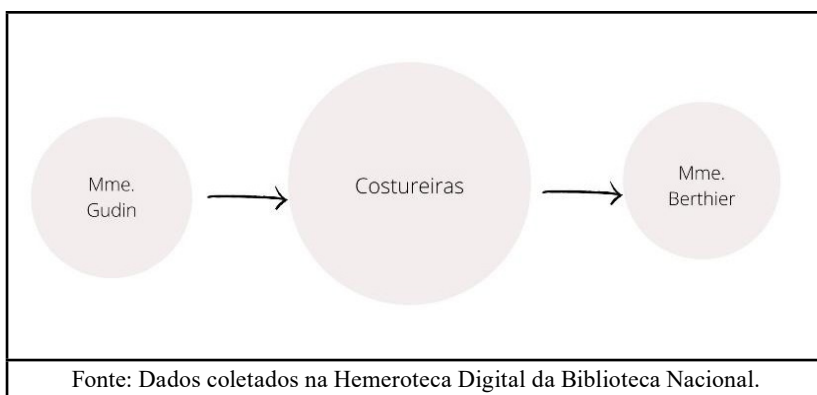 Mme.
Gudin
Costureiras
Mme.
Berthier
Fonte: Dados coletados na Hemeroteca Digital da Biblioteca Nacional.